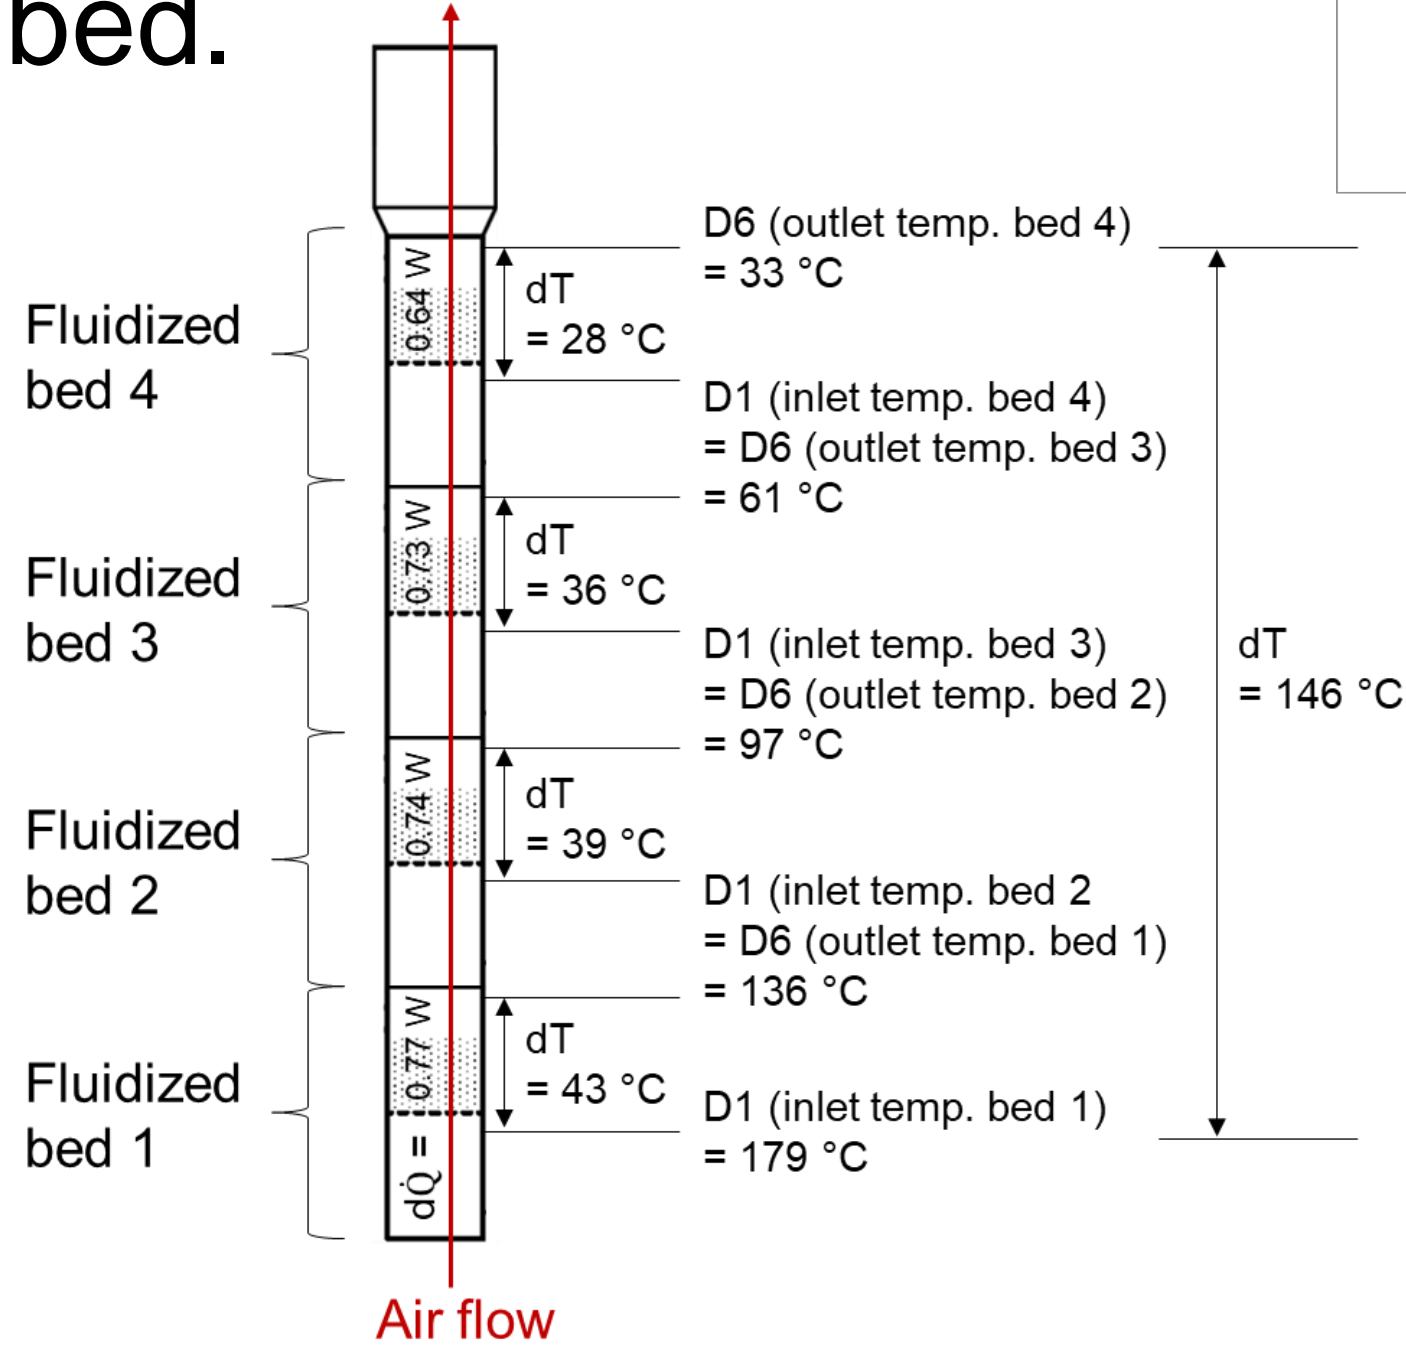 bed.
D6 (outlet temp. bed 4)
= 33 °C
0.64 W
dT
= 28 °C
Fluidized
bed 4
D1 (inlet temp. bed 4)
= D6 (outlet temp. bed 3)
= 61 °C
0.73 W
dT
= 36 °C
Fluidized
bed 3
D1 (inlet temp. bed 3)
= D6 (outlet temp. bed 2)
= 97 °C
dT
= 146 °C
0.74 W
dT
= 39 °C
Fluidized
bed 2
D1 (inlet temp. bed 2
= D6 (outlet temp. bed 1)
= 136 °C
dQ̇ = 0.77 W
dT
= 43 °C
Fluidized
bed 1
D1 (inlet temp. bed 1)
= 179 °C
Air flow